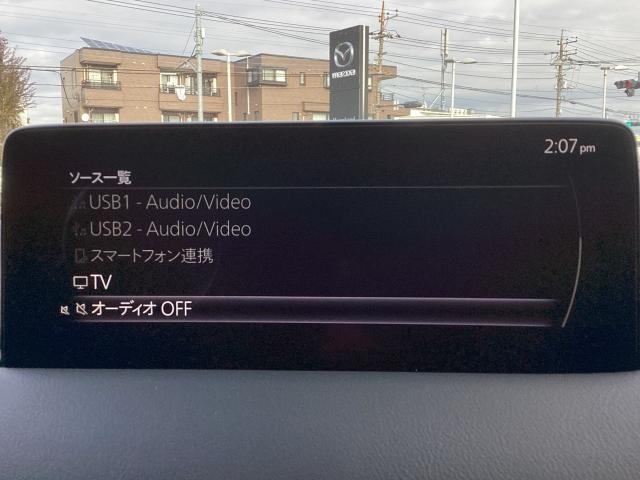 mazda
2:07 pm
ソース一覧
USB1 - Audio/Video
USB2 - Audio/Video
スマートフォン連携
TV
オーディオ OFF